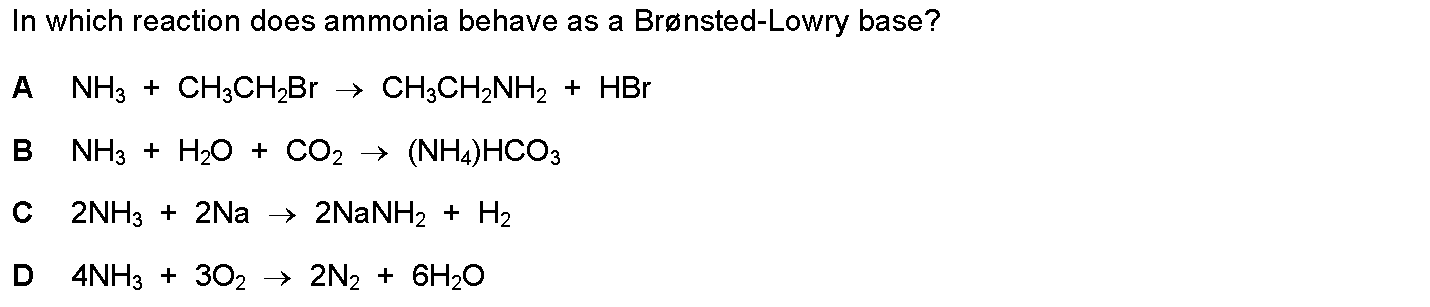 In which reaction does ammonia behave as a Brønsted-Lowry base?
A NH₃ + CH₃CH₂Br → CH₃CH₂NH₂ + HBr
B NH₃ + H₂O + CO₂ → (NH₄)HCO₃
C 2NH₃ + 2Na → 2NaNH₂ + H₂
D 4NH₃ + 3O₂ → 2N₂ + 6H₂O